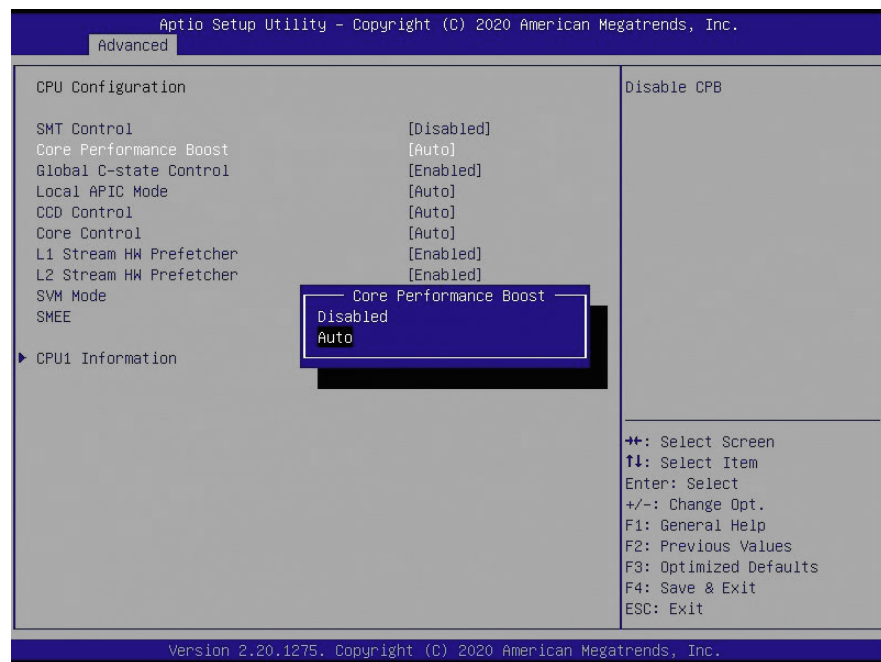 Aptio Setup Utility – Copyright (C) 2020 American Megatrends, Inc.
Advanced
CPU Configuration
SMT Control [Disabled]
Core Performance Boost [Auto]
Global C-state Control [Enabled]
Local APIC Mode [Auto]
CCD Control [Auto]
Core Control [Auto]
L1 Stream HW Prefetcher [Enabled]
L2 Stream HW Prefetcher [Enabled]
SVM Mode
SMEE
CPU1 Information
Core Performance Boost
Disabled
Auto
Disable CPB
→←: Select Screen
↑↓: Select Item
Enter: Select
+/-: Change Opt.
F1: General Help
F2: Previous Values
F3: Optimized Defaults
F4: Save & Exit
ESC: Exit
Version 2.20.1275. Copyright (C) 2020 American Megatrends, Inc.